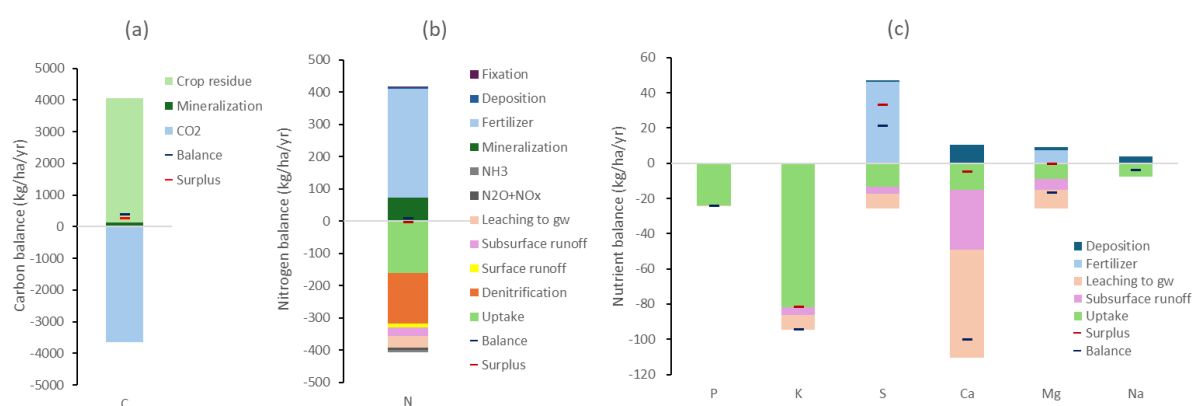 (a)
Carbon balance (kg/ha/yr)
5000
4000
3000
2000
1000
0
-1000
-2000
-3000
-4000
-5000
C
Crop residue
Mineralization
CO2
Balance
Surplus
(b)
Nitrogen balance (kg/ha/yr)
500
400
300
200
100
0
-100
-200
-300
-400
-500
N
Fixation
Deposition
Fertilizer
Mineralization
NH3
N2O+NOx
Leaching to gw
Subsurface runoff
Surface runoff
Denitrification
Uptake
Balance
Surplus
(c)
Nutrient balance (kg/ha/yr)
60
40
20
0
-20
-40
-60
-80
-100
-120
P K S Ca Mg Na
Deposition
Fertilizer
Leaching to gw
Subsurface runoff
Uptake
Surplus
Balance